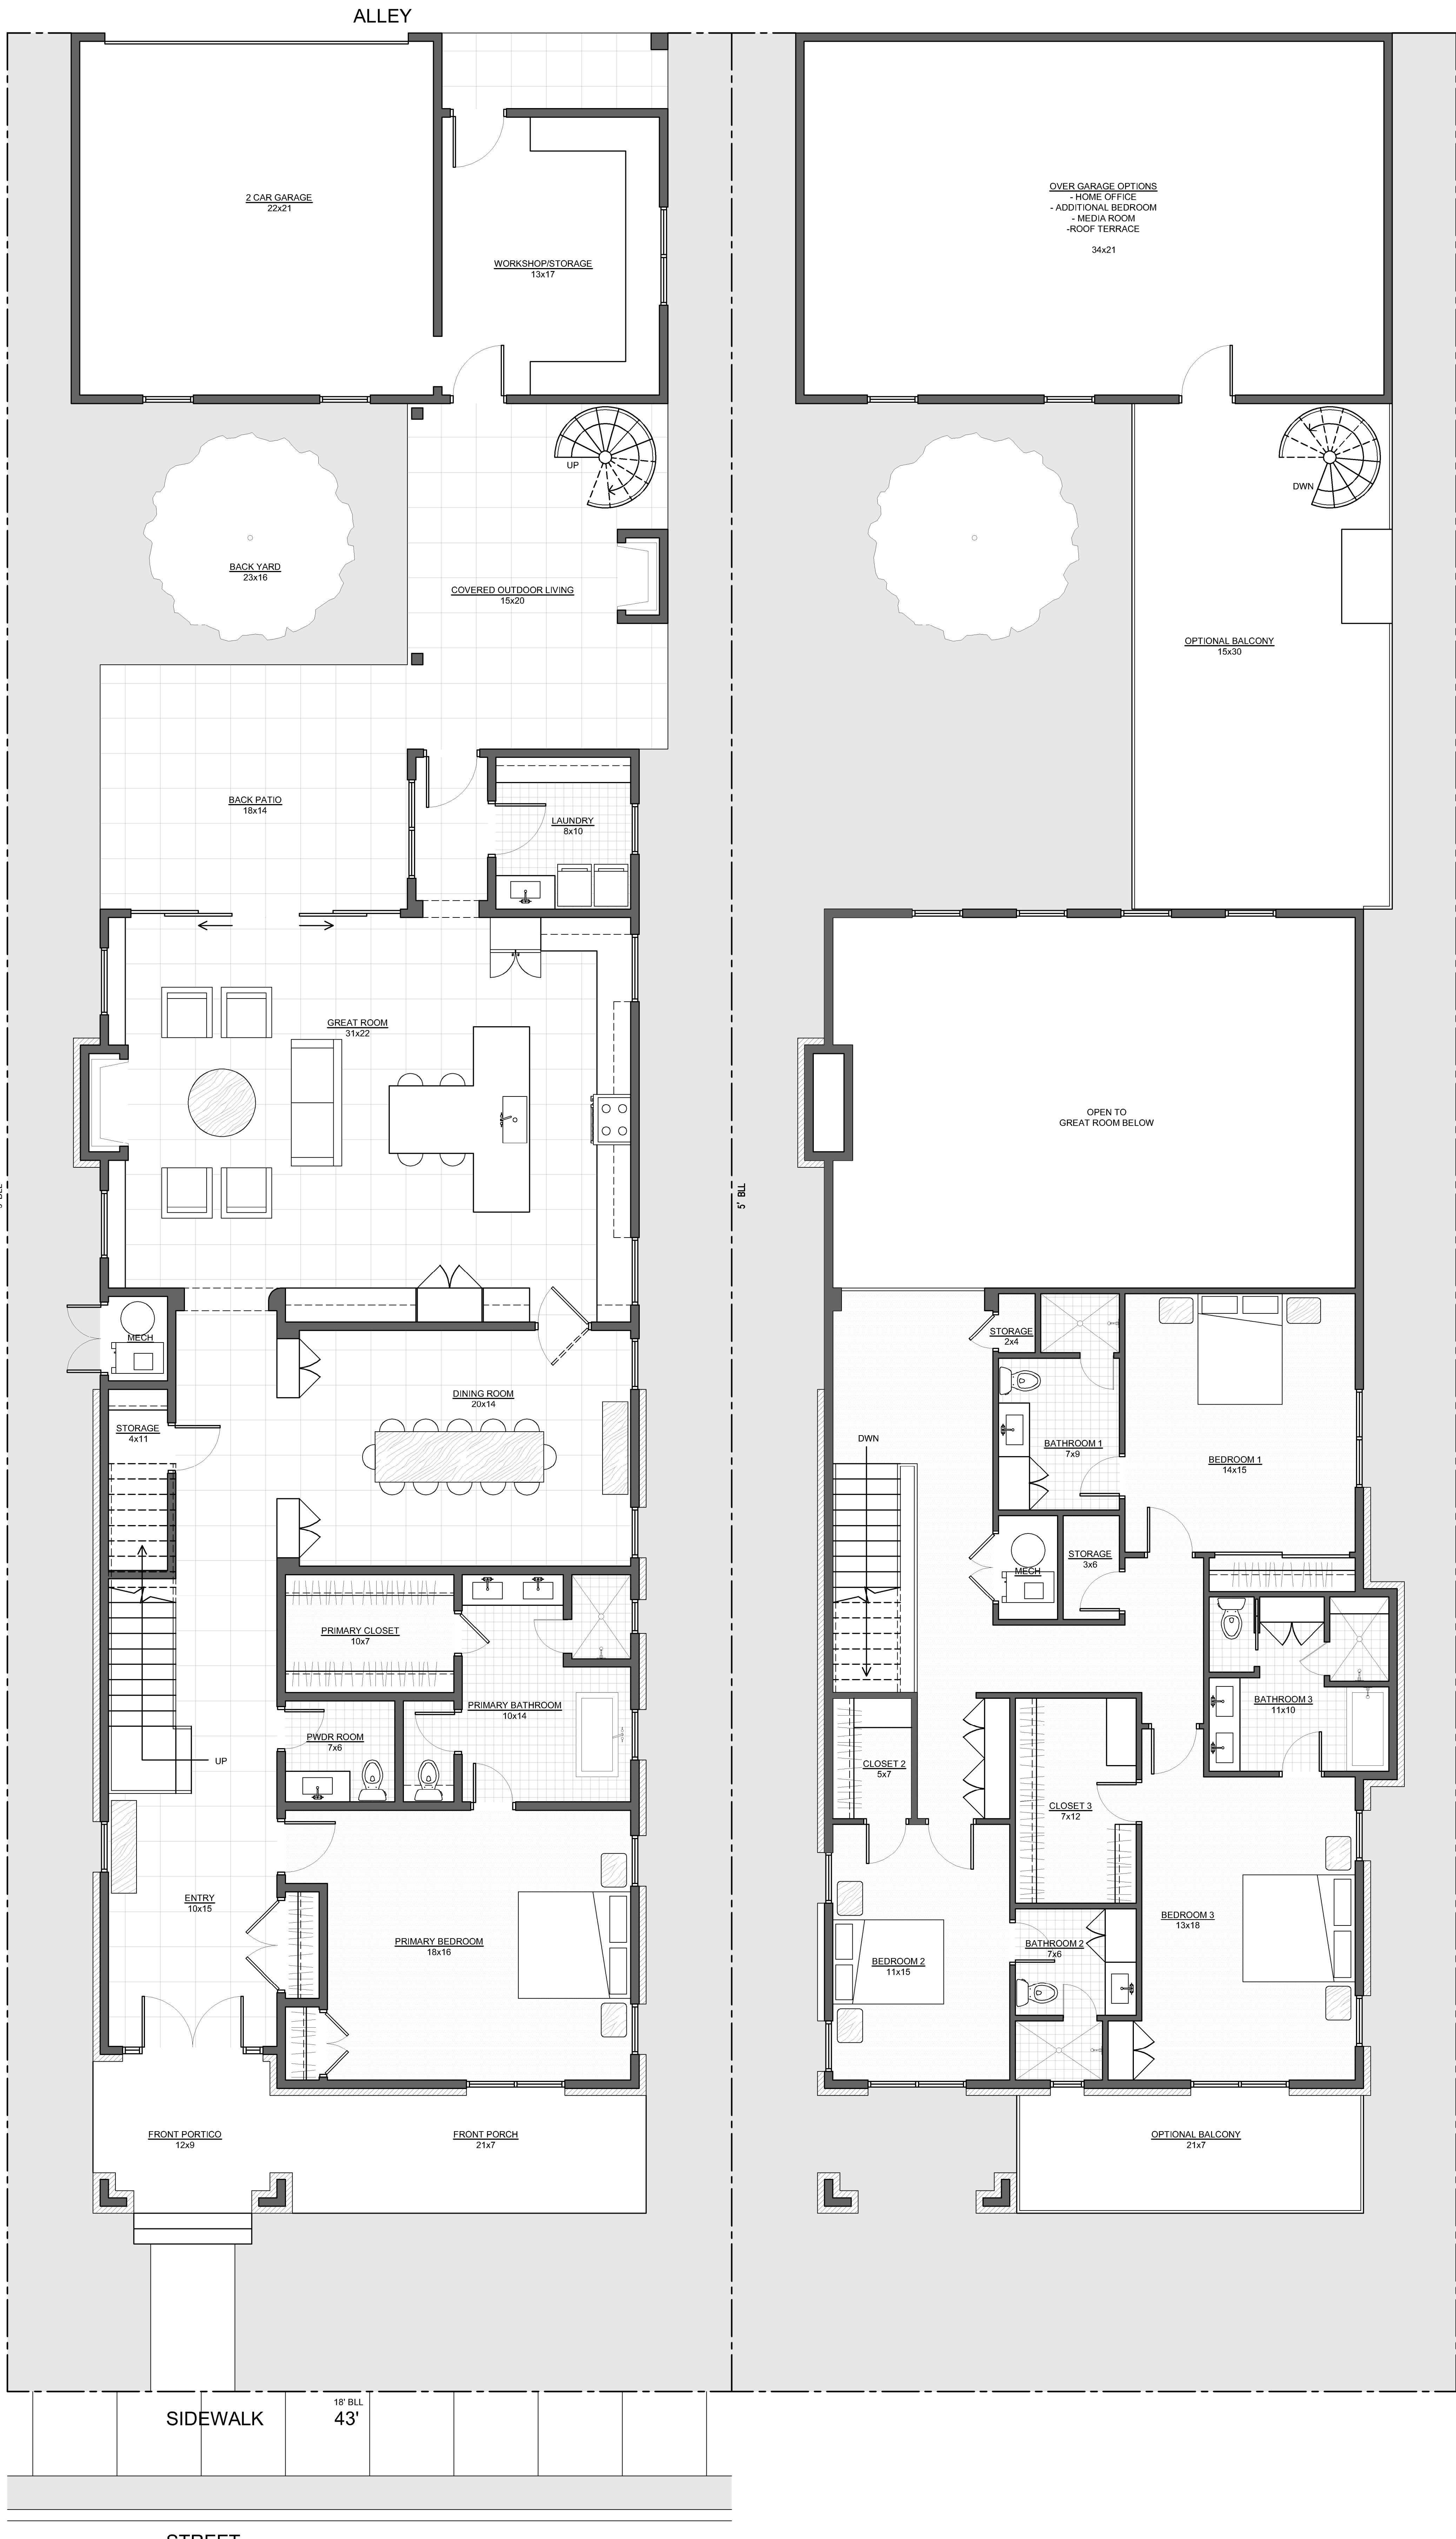 ALLEY
2 CAR GARAGE
22x21
WORKSHOP/STORAGE
13x17
UP
BACK YARD
23x16
COVERED OUTDOOR LIVING
15x20
BACK PATIO
18x14
LAUNDRY
8x10
GREAT ROOM
31x22
MECH
DINING ROOM
20x14
STORAGE
4x11
PRIMARY CLOSET
10x7
PRIMARY BATHROOM
10x14
PWDR ROOM
7x6
UP
ENTRY
10x15
PRIMARY BEDROOM
18x16
FRONT PORTICO
12x9
FRONT PORCH
21x7
18' BLL
SIDEWALK
43'
STREET
OVER GARAGE OPTIONS
- HOME OFFICE
- ADDITIONAL BEDROOM
- MEDIA ROOM
-ROOF TERRACE
34x21
DWN
OPTIONAL BALCONY
15x30
5' BLL
OPEN TO
GREAT ROOM BELOW
STORAGE
2x4
DWN
BATHROOM 1
7x9
BEDROOM 1
14x15
STORAGE
3x6
MECH
BATHROOM 3
11x10
CLOSET 2
5x7
CLOSET 3
7x12
BEDROOM 3
13x18
BATHROOM 2
7x6
BEDROOM 2
11x15
OPTIONAL BALCONY
21x7